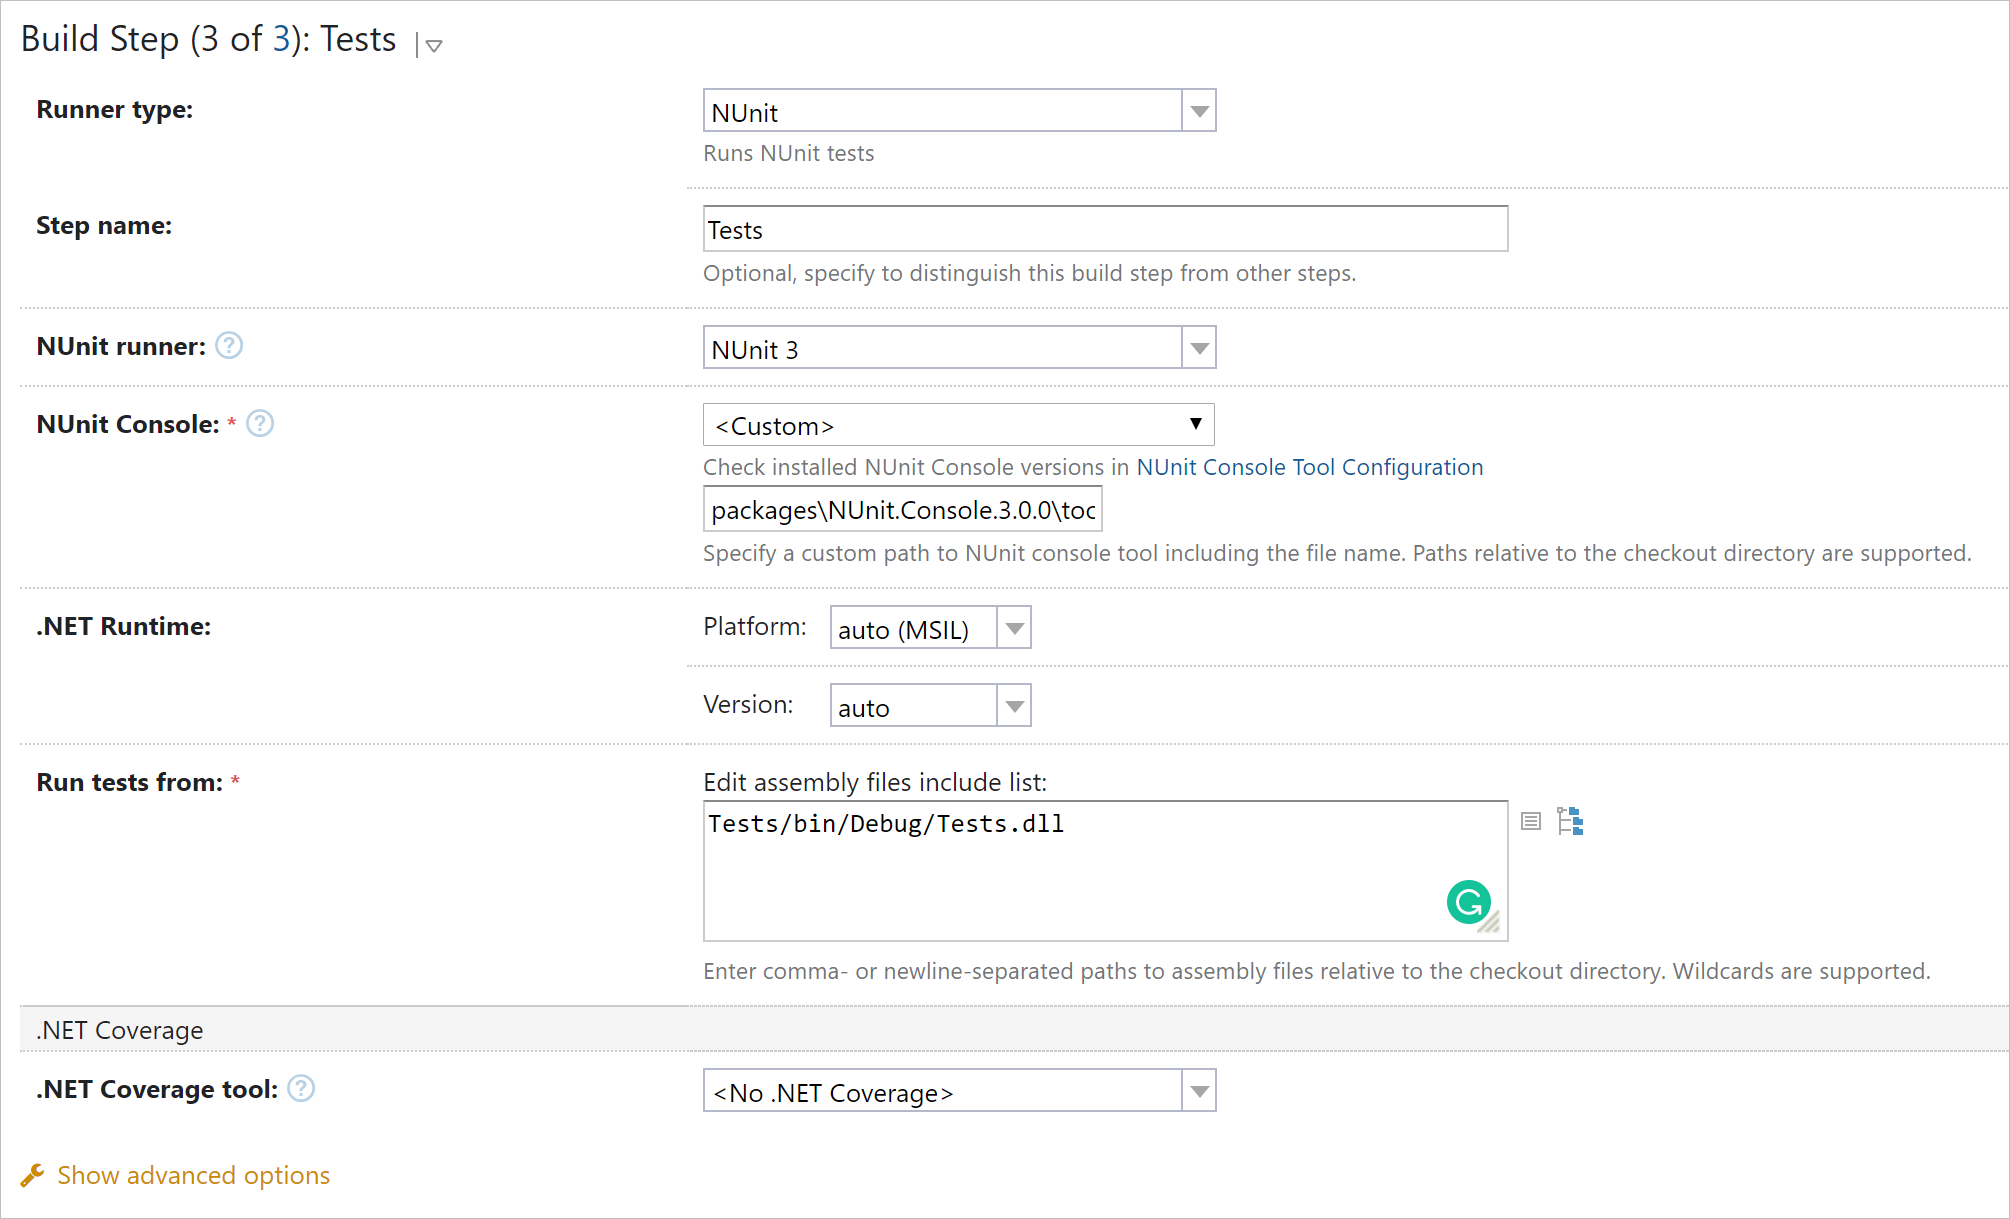 Build Step (3 of 3): Tests
Runner type:
NUnit
Runs NUnit tests
Step name:
Tests
Optional, specify to distinguish this build step from other steps.
NUnit runner: ?
NUnit 3
NUnit Console: * ?
<Custom>
Check installed NUnit Console versions in NUnit Console Tool Configuration
packages\NUnit.Console.3.0.0\toc
Specify a custom path to NUnit console tool including the file name. Paths relative to the checkout directory are supported.
.NET Runtime:
Platform: auto (MSIL)
Version: auto
Run tests from: *
Edit assembly files include list:
Tests/bin/Debug/Tests.dll
Enter comma- or newline-separated paths to assembly files relative to the checkout directory. Wildcards are supported.
.NET Coverage
.NET Coverage tool: ?
<No .NET Coverage>
Show advanced options